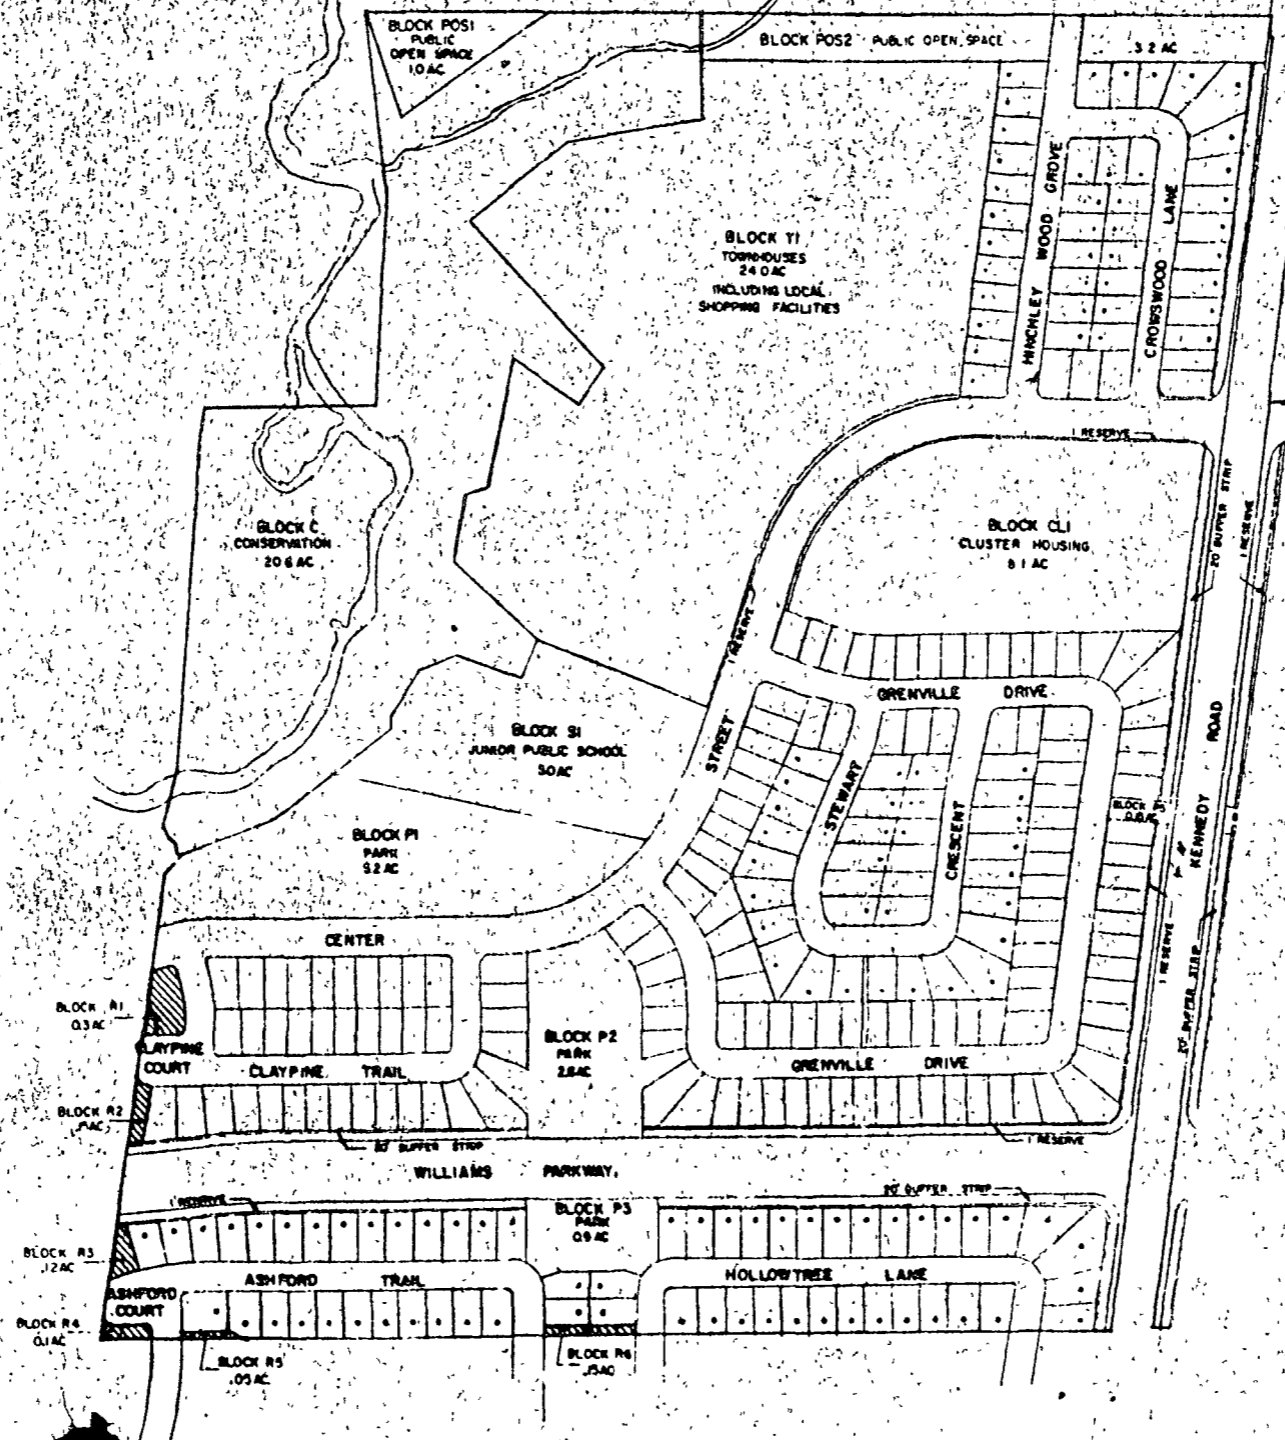 BLOCK POS1
PUBLIC
OPEN SPACE
1.0 AC
BLOCK POS2 PUBLIC OPEN SPACE
3.2 AC
HINCHLEY WOOD GROVE
CROWSWOOD LANE
BLOCK T1
TOWNHOUSES
24.0 AC
INCLUDING LOCAL
SHOPPING FACILITIES
1' RESERVE
BLOCK C
CONSERVATION
20.6 AC
BLOCK CL1
CLUSTER HOUSING
8.1 AC
20' BUFFER STRIP
1' RESERVE
1' RESERVE
GRENVILLE DRIVE
STREET
BLOCK S1
JUNIOR PUBLIC SCHOOL
5.0 AC
STEWART
CRESCENT
KENNEDY ROAD
BLOCK
BLOCK P1
PARK
5.2 AC
CENTER
1' RESERVE
20' BUFFER STRIP
BLOCK R1
0.3 AC
CLAYPINE
COURT
CLAYPINE TRAIL
BLOCK P2
PARK
2.8 AC
GRENVILLE DRIVE
BLOCK R2
20' BUFFER STRIP
1' RESERVE
WILLIAMS PARKWAY
1' RESERVE
20' BUFFER STRIP
BLOCK P3
PARK
0.9 AC
BLOCK R3
.12 AC
ASHFORD
COURT
ASHFORD TRAIL
HOLLOWTREE LANE
BLOCK R4
0.1 AC
BLOCK R5
.05 AC
BLOCK R6
.15 AC